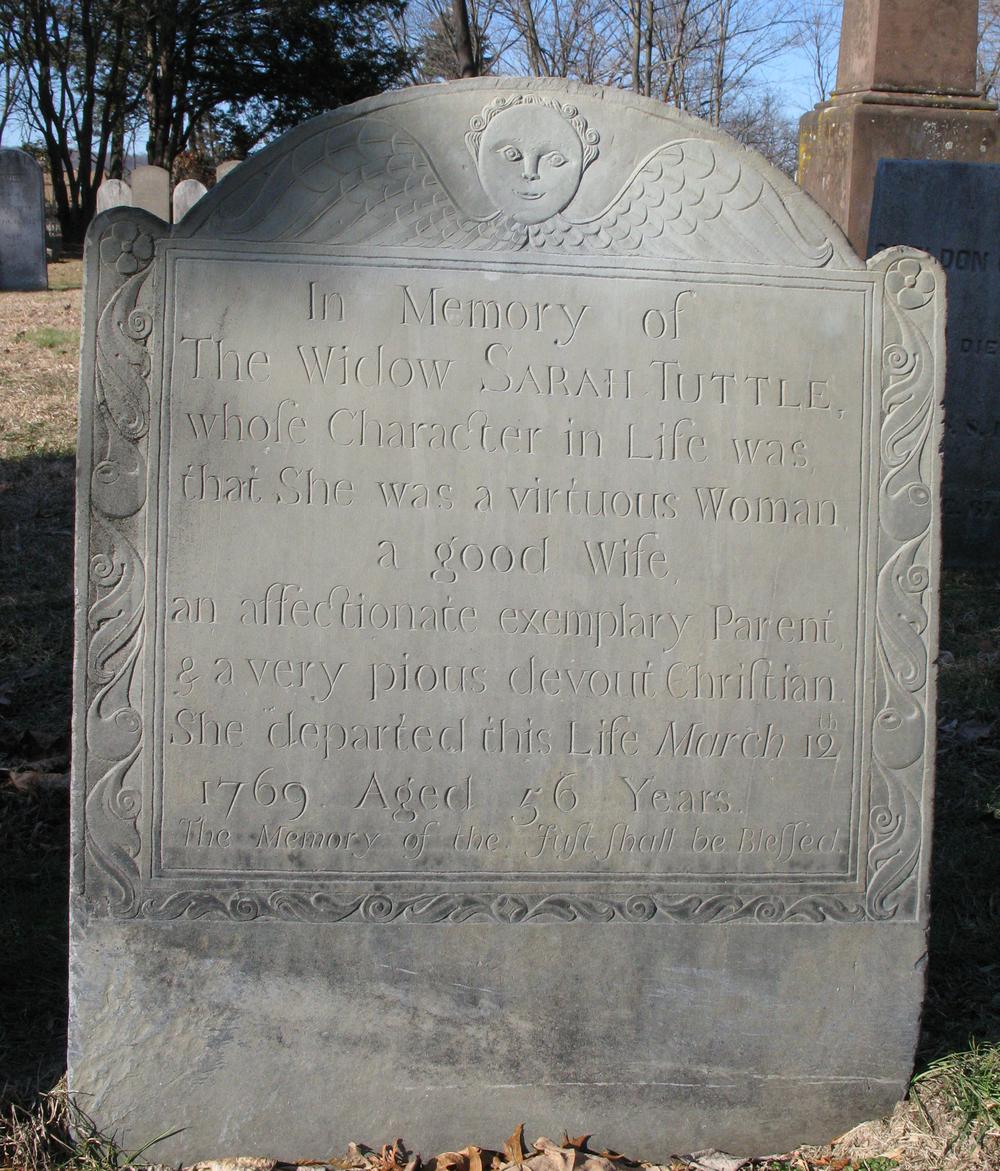 In Memory of
The Widow SARAH TUTTLE,
whoſe Character in Life was,
that She was a virtuous Woman,
a good Wife,
an affectionate exemplary Parent,
& a very pious devout Chriſtian.
She departed this Life March 12th
1769. Aged 56 Years.
The Memory of the Juſt ſhall be Bleſſed.
DON
DIE